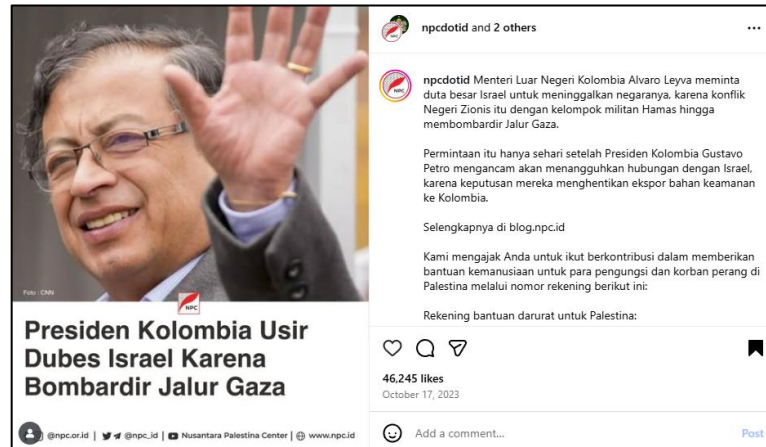 Foto : CNN
NPC
Presiden Kolombia Usir
Dubes Israel Karena
Bombardir Jalur Gaza
@npc.or.id | @npc_id | Nusantara Palestina Center | www.npc.id
npcdotid and 2 others
NPC
npcdotid Menteri Luar Negeri Kolombia Alvaro Leyva meminta
duta besar Israel untuk meninggalkan negaranya, karena konflik
Negeri Zionis itu dengan kelompok militan Hamas hingga
membombardir Jalur Gaza.
Permintaan itu hanya sehari setelah Presiden Kolombia Gustavo
Petro mengancam akan menangguhkan hubungan dengan Israel,
karena keputusan mereka menghentikan ekspor bahan keamanan
ke Kolombia.
Selengkapnya di blog.npc.id
Kami mengajak Anda untuk ikut berkontribusi dalam memberikan
bantuan kemanusiaan untuk para pengungsi dan korban perang di
Palestina melalui nomor rekening berikut ini:
Rekening bantuan darurat untuk Palestina:
46,245 likes
October 17, 2023
Add a comment...
Post